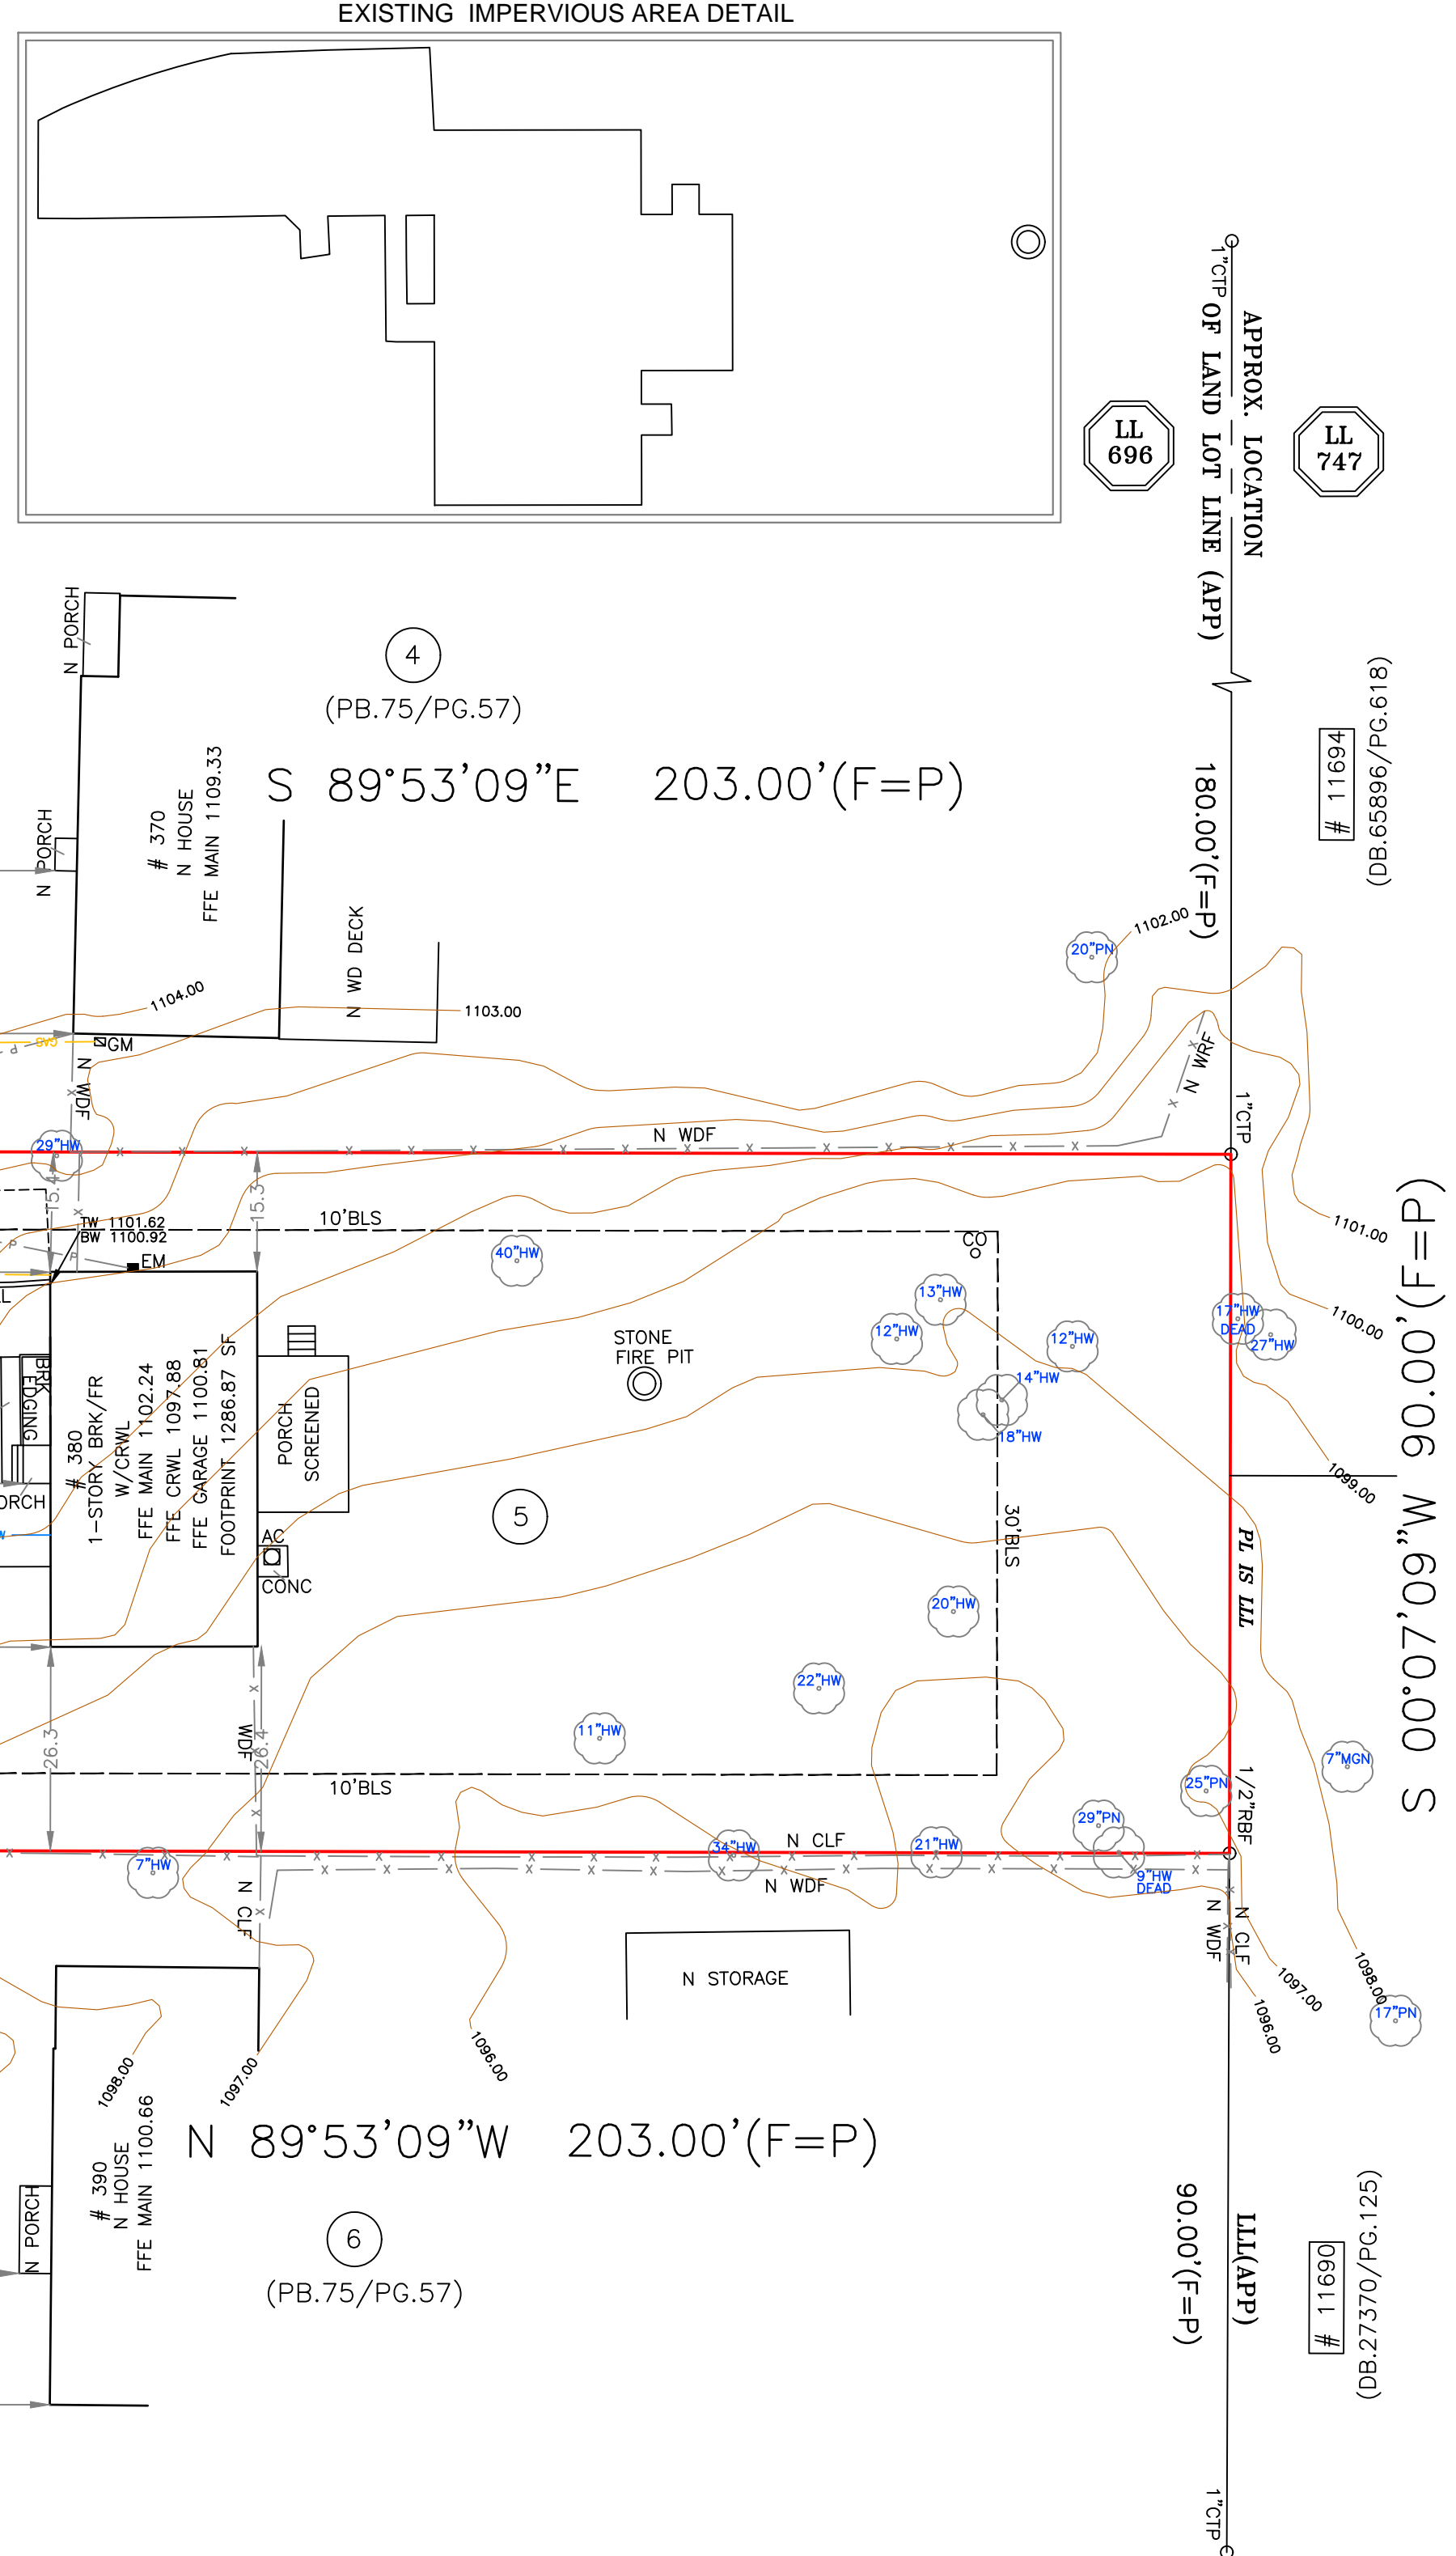 EXISTING IMPERVIOUS AREA DETAIL
1"CTP
APPROX. LOCATION
OF LAND LOT LINE (APP)
LL
696
LL
747
N PORCH
4
(PB.75/PG.57)
# 11694
(DB.65896/PG.618)
S 89°53'09"E 203.00'(F=P)
180.00'(F=P)
# 370
N HOUSE
FFE MAIN 1109.33
N PORCH
N WD DECK
20"PN
1102.00
1104.00
1103.00
GAS
P
GM
N WDF
N WRF
1"CTP
29"HW
N WDF
15.4
15.3
TW 1101.62
BW 1100.92
10'BLS
1101.00
P
P
EM
40"HW
CO
S 00°07'09"W 90.00'(F=P)
13"HW
12"HW
12"HW
17"HW
DEAD
27"HW
1100.00
STONE
FIRE PIT
BRK
EDGING
14"HW
18"HW
# 380
1-STORY BRK/FR
W/CRWL
FFE MAIN 1102.24
FFE CRWL 1097.88
FFE GARAGE 1100.81
FOOTPRINT 1286.87 SF
PORCH
SCREENED
1099.00
ORCH
W
5
AC
CONC
30'BLS
PL IS LLL
20"HW
22"HW
11"HW
26.3
WDF
26.4
10'BLS
25"PN
1/2"RBF
7"MGN
29"PN
7"HW
34"HW
N CLF
21"HW
9"HW
DEAD
N WDF
N CLF
N WDF
N CLF
N STORAGE
1098.00
1097.00
1096.00
17"PN
1098.00
1097.00
1096.00
# 390
N HOUSE
FFE MAIN 1100.66
N PORCH
N 89°53'09"W 203.00'(F=P)
6
(PB.75/PG.57)
90.00'(F=P)
LLL(APP)
# 11690
(DB.27370/PG.125)
1"CTP